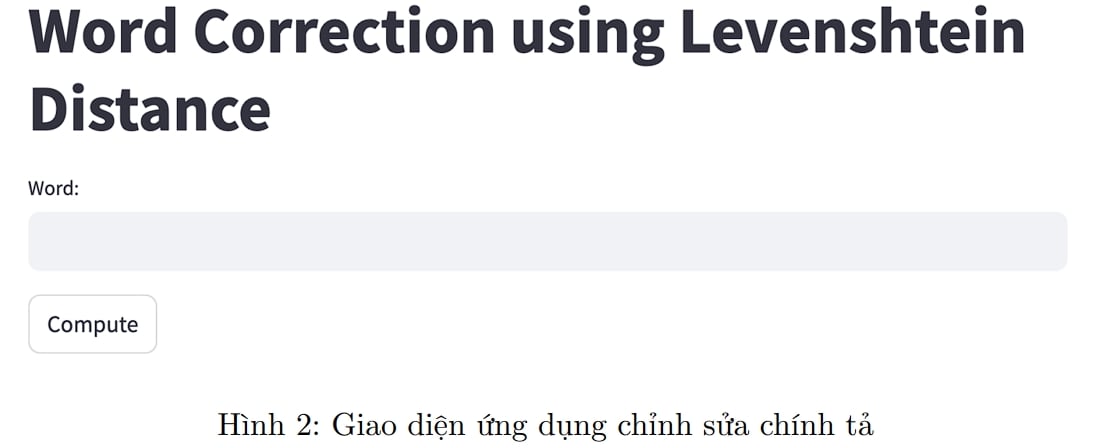 Word Correction using Levenshtein
Distance
Word:
Compute
Hình 2: Giao diện ứng dụng chỉnh sửa chính tả